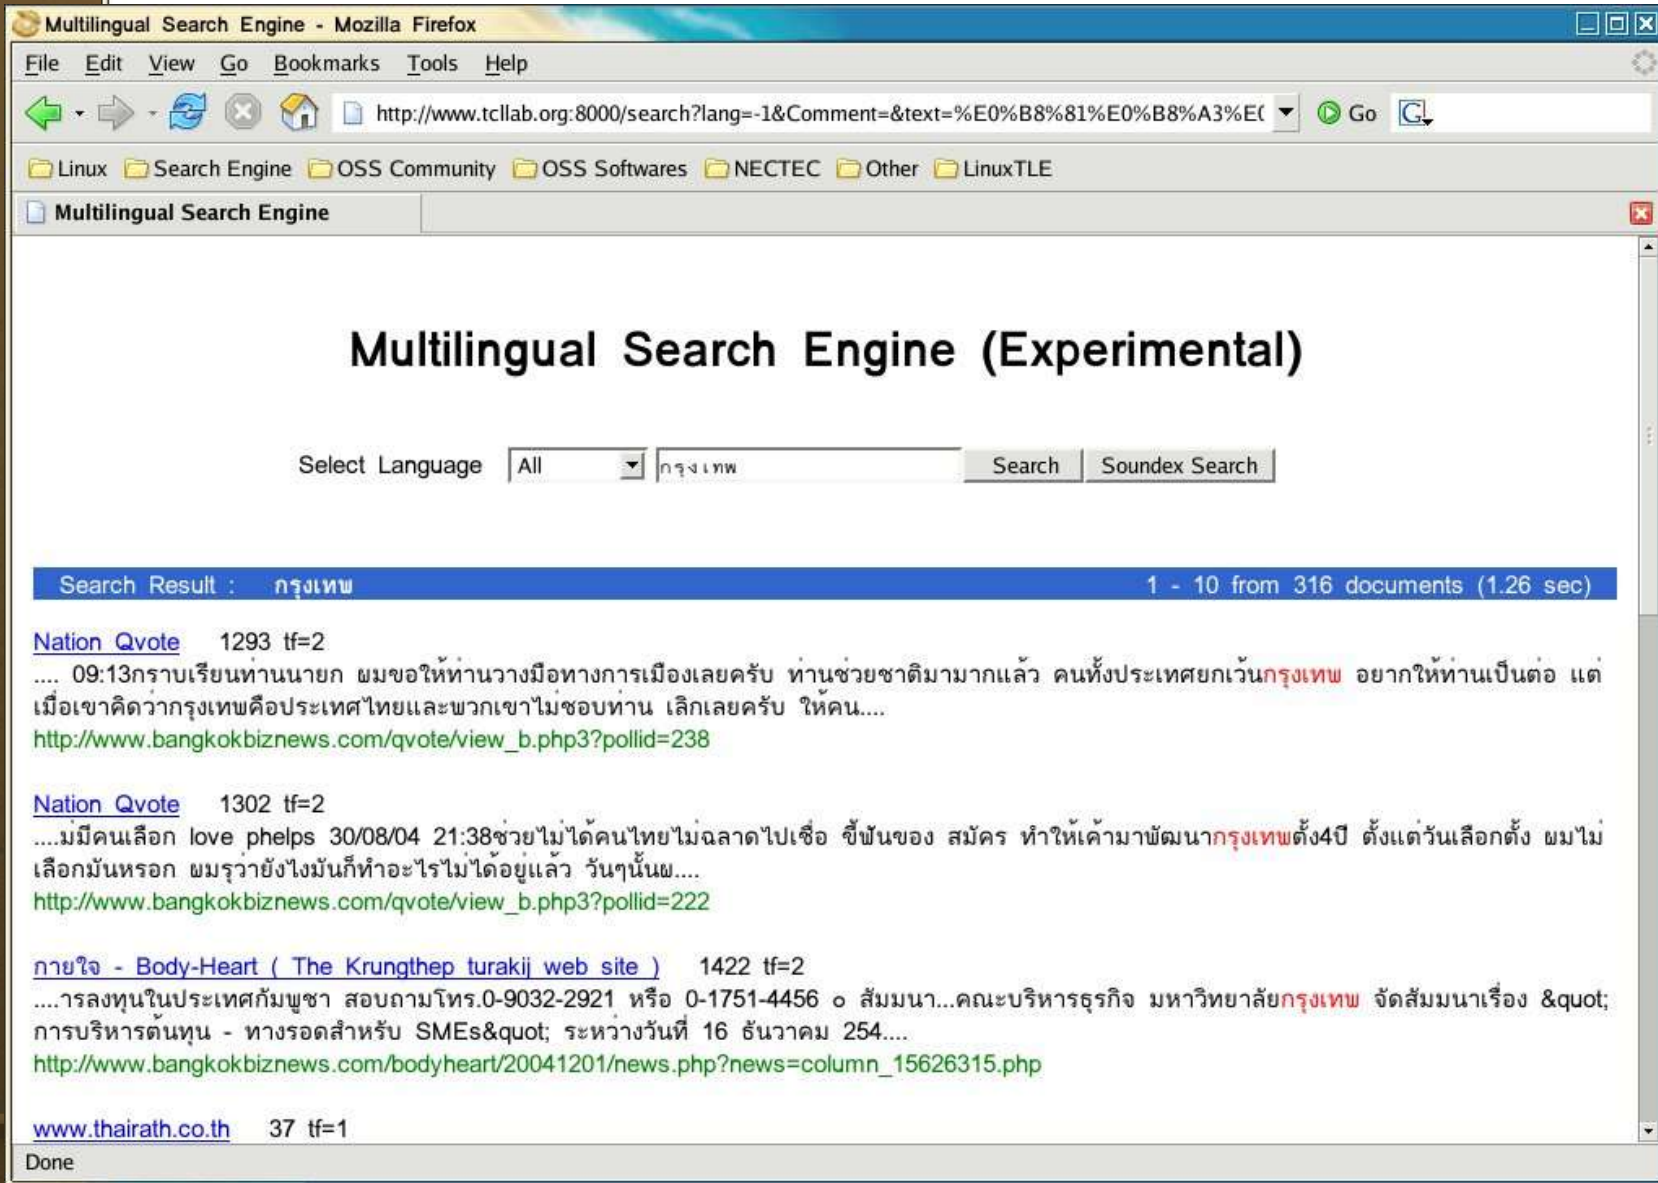 Multilingual Search Engine - Mozilla Firefox
File Edit View Go Bookmarks Tools Help
http://www.tcllab.org:8000/search?lang=-1&Comment=&text=%E0%B8%81%E0%B8%A3%E( Go
Linux Search Engine OSS Community OSS Softwares NECTEC Other LinuxTLE
Multilingual Search Engine
Multilingual Search Engine (Experimental)
Select Language All กรุงเทพ Search Soundex Search
Search Result : กรุงเทพ 1 - 10 from 316 documents (1.26 sec)
Nation Qvote 1293 tf=2
.... 09:13กราบเรียนท่านนายก ผมขอให้ท่านวางมือทางการเมืองเลยครับ ท่านช่วยชาติมามากแล้ว คนทั้งประเทศยกเว้นกรุงเทพ อยากให้ท่านเป็นต่อ แต่
เมื่อเขาคิดว่ากรุงเทพคือประเทศไทยและพวกเขาไม่ชอบท่าน เลิกเลยครับ ให้คน....
http://www.bangkokbiznews.com/qvote/view_b.php3?pollid=238
Nation Qvote 1302 tf=2
....ม่มีคนเลือก love phelps 30/08/04 21:38ช่วยไม่ได้คนไทยไม่ฉลาดไปเชื่อ ขี้ฟันของ สมัคร ทำให้เค้ามาพัฒนากรุงเทพตั้ง4ปี ตั้งแต่วันเลือกตั้ง ผมไม่
เลือกมันหรอก ผมรุว่ายังไงมันก็ทำอะไรไม่ได้อยู่แล้ว วันๆนั้นผ....
http://www.bangkokbiznews.com/qvote/view_b.php3?pollid=222
กายใจ - Body-Heart ( The Krungthep turakij web site ) 1422 tf=2
....ารลงทุนในประเทศกัมพูชา สอบถามโทร.0-9032-2921 หรือ 0-1751-4456 o สัมมนา...คณะบริหารธุรกิจ มหาวิทยาลัยกรุงเทพ จัดสัมมนาเรื่อง &quot;
การบริหารต้นทุน - ทางรอดสำหรับ SMEs&quot; ระหว่างวันที่ 16 ธันวาคม 254....
http://www.bangkokbiznews.com/bodyheart/20041201/news.php?news=column_15626315.php
www.thairath.co.th 37 tf=1
Done